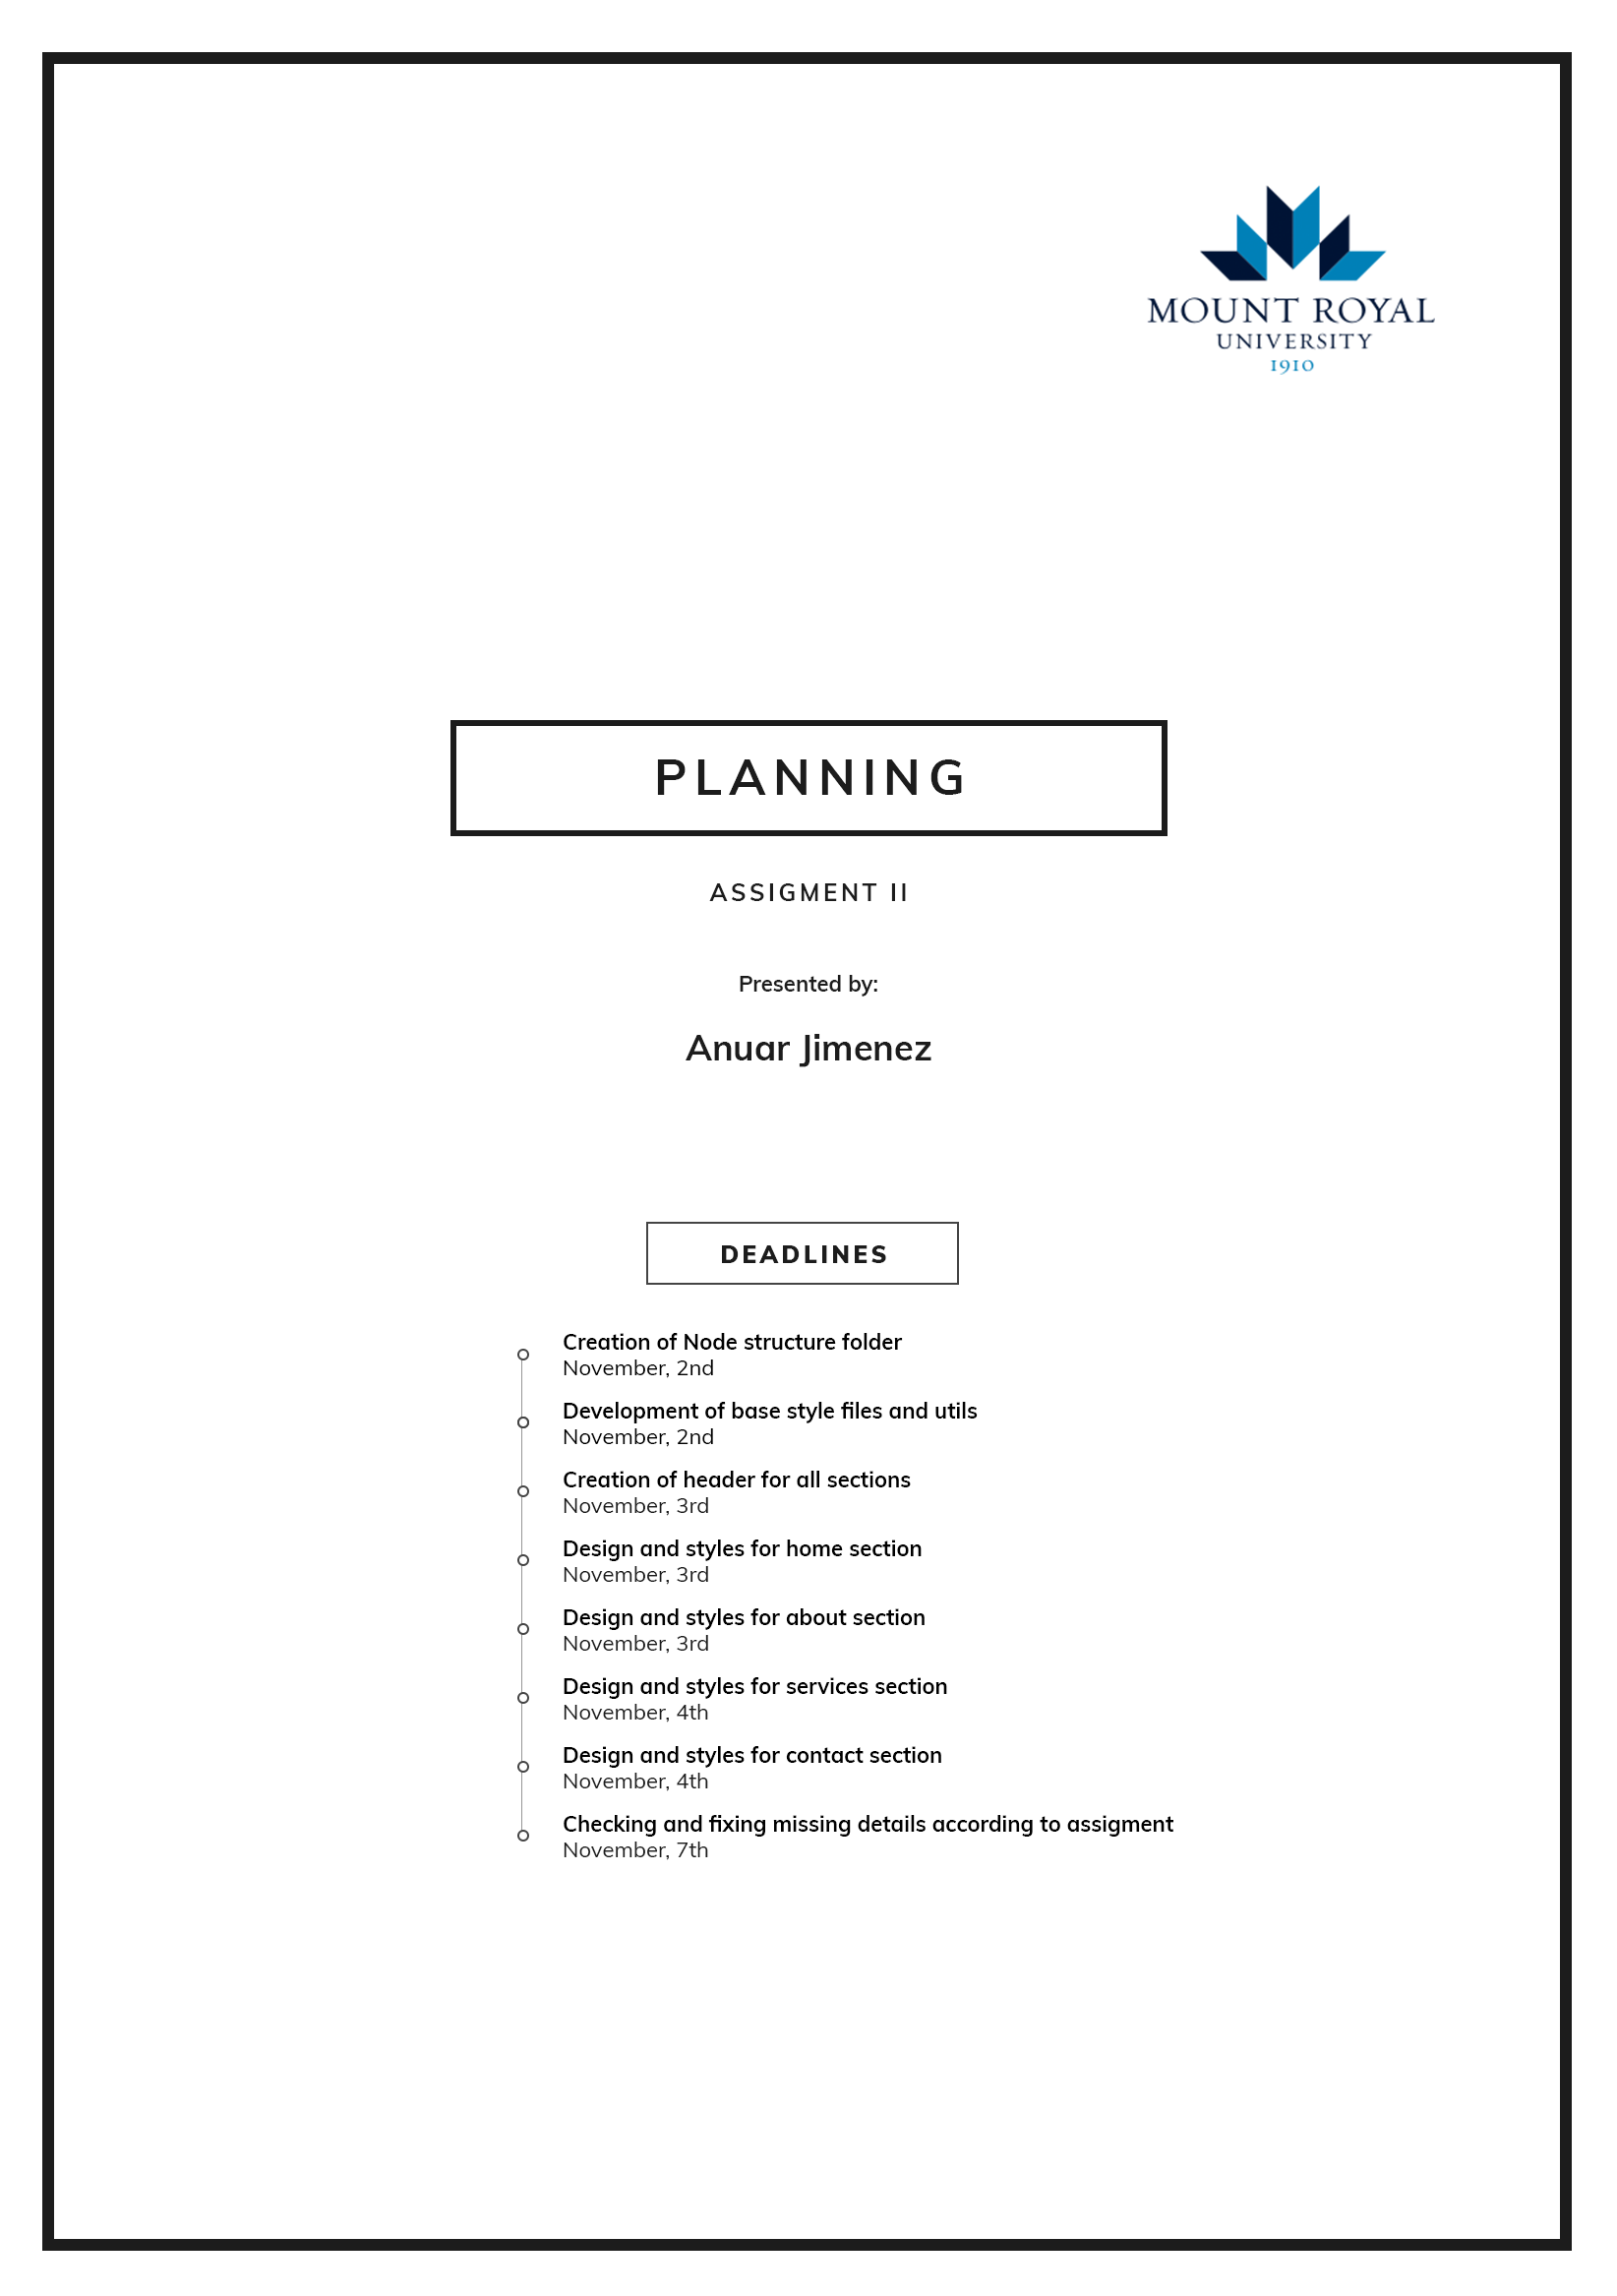 MOUNT ROYAL
UNIVERSITY
1910
PLANNING
ASSIGMENT II
Presented by:
Anuar Jimenez
DEADLINES
Creation of Node structure folder
November, 2nd
Development of base style files and utils
November, 2nd
Creation of header for all sections
November, 3rd
Design and styles for home section
November, 3rd
Design and styles for about section
November, 3rd
Design and styles for services section
November, 4th
Design and styles for contact section
November, 4th
Checking and fixing missing details according to assigment
November, 7th